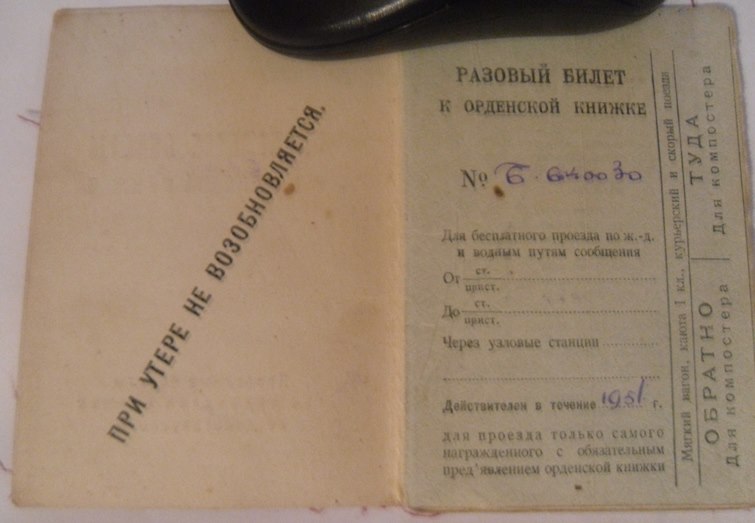 ПРИ УТЕРЕ НЕ ВОЗОБНОВЛЯЕТСЯ.
РАЗОВЫЙ БИЛЕТ
К ОРДЕНСКОЙ КНИЖКЕ
№ Б. 640030
Для бесплатного проезда по ж.-д.
и водным путям сообщения
От ст.
прист.
До ст.
прист.
Через узловые станции
Действителен в течение 1951 г.
для проезда только самого
награжденного с обязательным
пред'явлением орденской книжки
Мягкий вагон, каюта 1 кл., курьерский и скорый поезда
ТУДА
Для компостера
ОБРАТНО
Для компостера